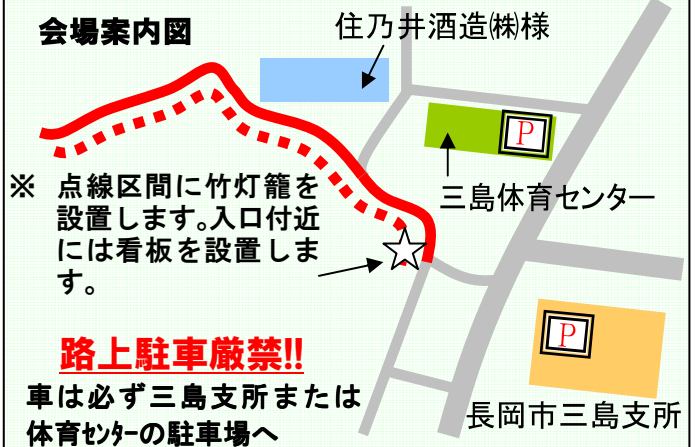 会場案内図
住乃井酒造㈱様
P
三島体育センター
※ 点線区間に竹灯籠を
設置します。入口付近
には看板を設置しま
す。
P
路上駐車厳禁!!
車は必ず三島支所または
体育ｾﾝﾀｰの駐車場へ
長岡市三島支所